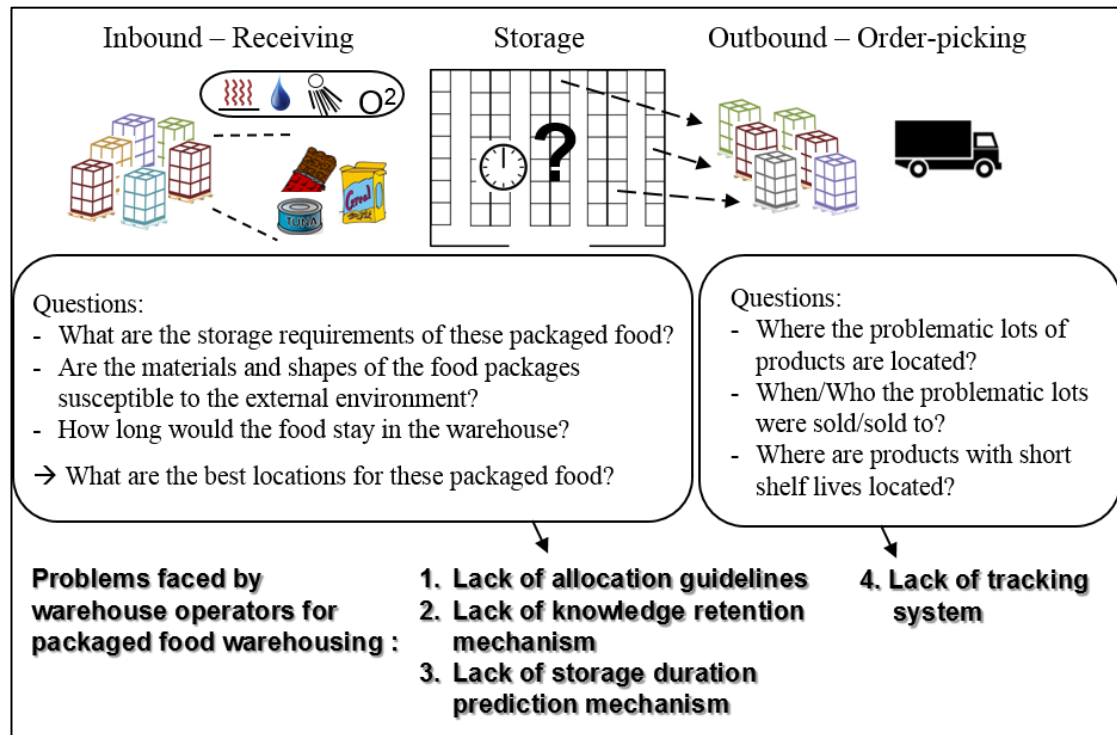 Inbound – Receiving
Storage
Outbound – Order-picking
O2
Cereal
TUNA
?
Questions:
- What are the storage requirements of these packaged food?
- Are the materials and shapes of the food packages
susceptible to the external environment?
- How long would the food stay in the warehouse?
→ What are the best locations for these packaged food?
Questions:
- Where the problematic lots of
products are located?
- When/Who the problematic lots
were sold/sold to?
- Where are products with short
shelf lives located?
Problems faced by
warehouse operators for
packaged food warehousing :
1. Lack of allocation guidelines
2. Lack of knowledge retention
mechanism
3. Lack of storage duration
prediction mechanism
4. Lack of tracking
system